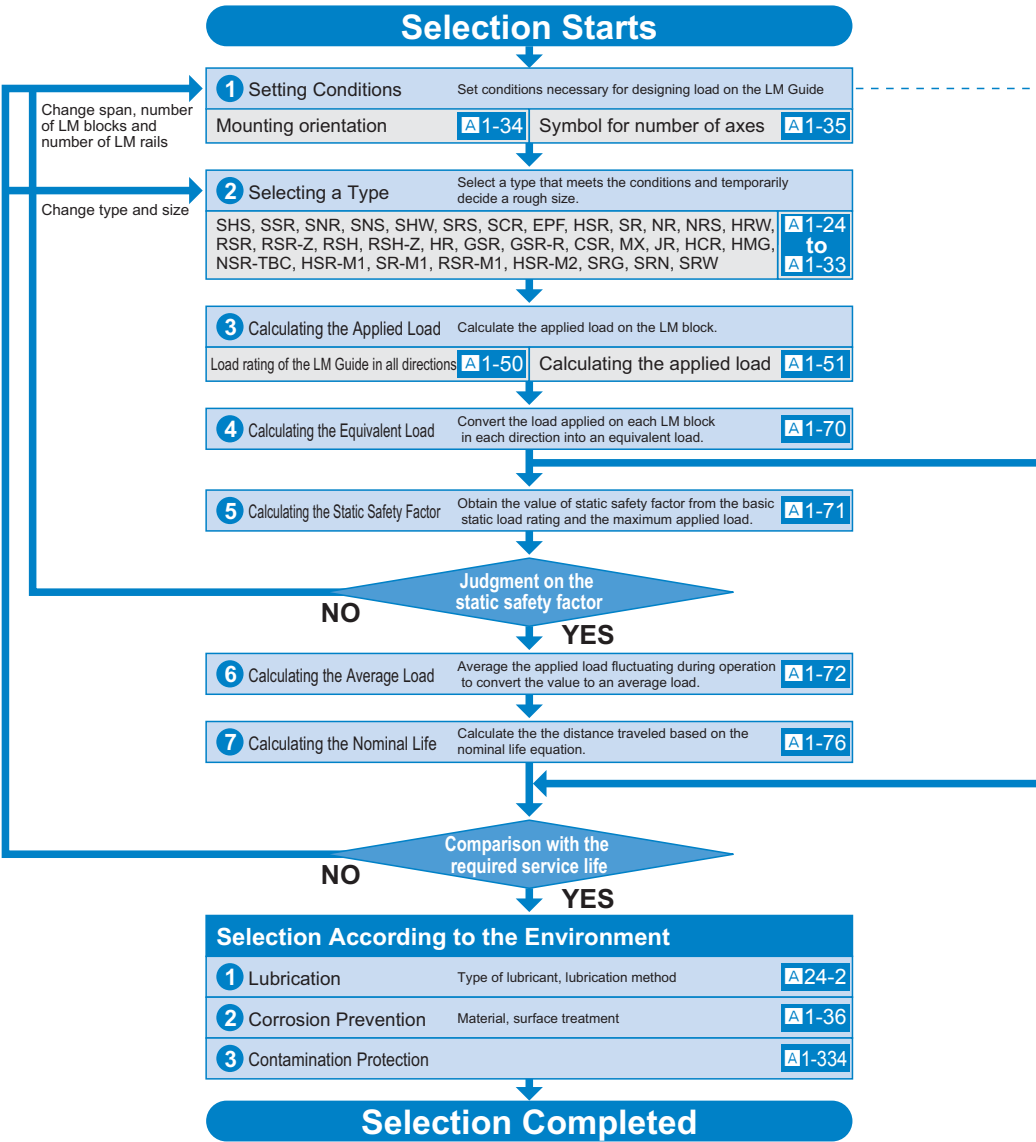 Selection Starts
1 Setting Conditions Set conditions necessary for designing load on the LM Guide
Change span, number
of LM blocks and
number of LM rails
Mounting orientation A1-34 Symbol for number of axes A1-35
2 Selecting a Type Select a type that meets the conditions and temporarily
decide a rough size.
Change type and size
SHS, SSR, SNR, SNS, SHW, SRS, SCR, EPF, HSR, SR, NR, NRS, HRW, A1-24
RSR, RSR-Z, RSH, RSH-Z, HR, GSR, GSR-R, CSR, MX, JR, HCR, HMG, to
NSR-TBC, HSR-M1, SR-M1, RSR-M1, HSR-M2, SRG, SRN, SRW A1-33
3 Calculating the Applied Load Calculate the applied load on the LM block.
Load rating of the LM Guide in all directions A1-50 Calculating the applied load A1-51
4 Calculating the Equivalent Load Convert the load applied on each LM block
in each direction into an equivalent load. A1-70
5 Calculating the Static Safety Factor Obtain the value of static safety factor from the basic
static load rating and the maximum applied load. A1-71
Judgment on the
static safety factor
NO
YES
6 Calculating the Average Load Average the applied load fluctuating during operation
to convert the value to an average load. A1-72
7 Calculating the Nominal Life Calculate the the distance traveled based on the
nominal life equation. A1-76
Comparison with the
required service life
NO
YES
Selection According to the Environment
1 Lubrication Type of lubricant, lubrication method A24-2
2 Corrosion Prevention Material, surface treatment A1-36
3 Contamination Protection A1-334
Selection Completed